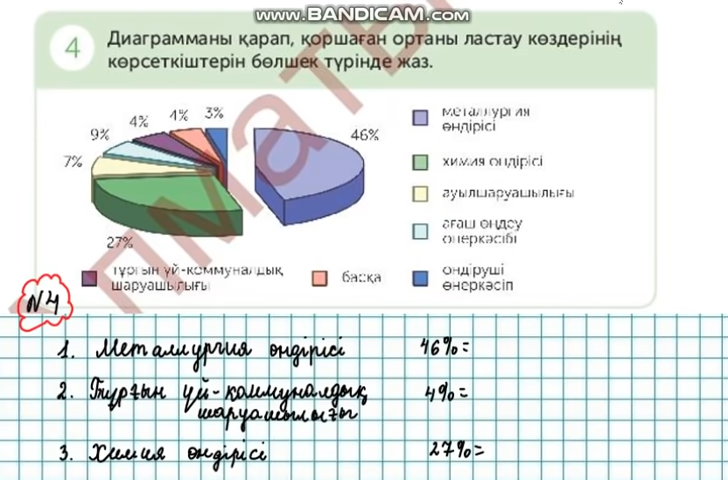 www.BANDICAM.com
4
Диаграмманы қарап, қоршаған ортаны ластау көздерінің
көрсеткіштерін бөлшек түрінде жаз.
46%
3%
4%
4%
9%
7%
27%
металлургия
өндірісі
химия өндірісі
ауылшаруашылығы
ағаш өңдеу
өнеркәсібі
тұрғын үй-коммуналдық
шаруашылығы
басқа
өндіруші
өнеркәсіп
№4
1. Металлургия өндірісі 46%=
2. Тұрғын үй-коммуналдық 4%=
шаруашылығы
3. Химия өндірісі 27%=